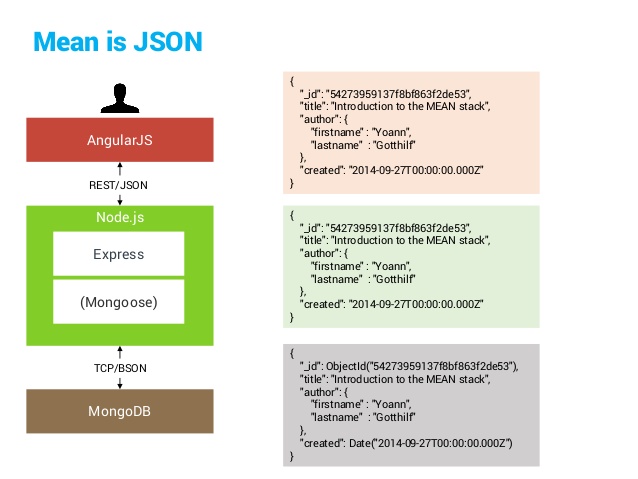 Mean is JSON
AngularJS
REST/JSON
Node.js
Express
(Mongoose)
TCP/BSON
MongoDB
{
"_id": "54273959137f8bf863f2de53",
"title": "Introduction to the MEAN stack",
"author": {
"firstname" : "Yoann",
"lastname"  : "Gotthilf"
},
"created": "2014-09-27T00:00:00.000Z"
}
{
"_id": "54273959137f8bf863f2de53",
"title": "Introduction to the MEAN stack",
"author": {
"firstname" : "Yoann",
"lastname"  : "Gotthilf"
},
"created": "2014-09-27T00:00:00.000Z"
}
{
"_id": ObjectId("54273959137f8bf863f2de53"),
"title": "Introduction to the MEAN stack",
"author": {
"firstname" : "Yoann",
"lastname"  : "Gotthilf"
},
"created": Date("2014-09-27T00:00:00.000Z")
}